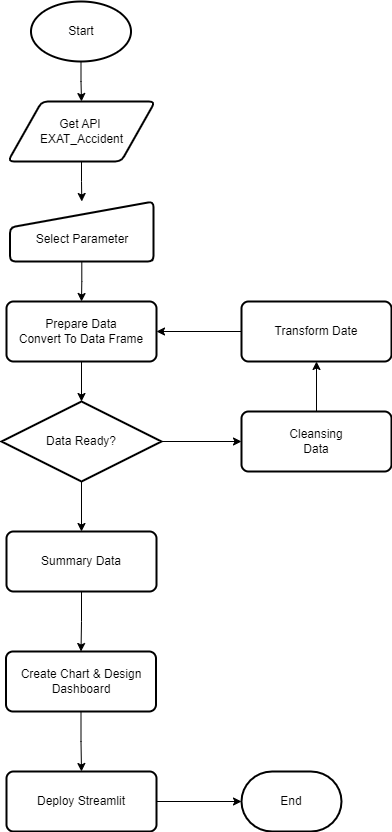 Start
Get API
EXAT_Accident
Select Parameter
Prepare Data
Convert To Data Frame
Transform Date
Data Ready?
Cleansing
Data
Summary Data
Create Chart & Design
Dashboard
Deploy Streamlit
End